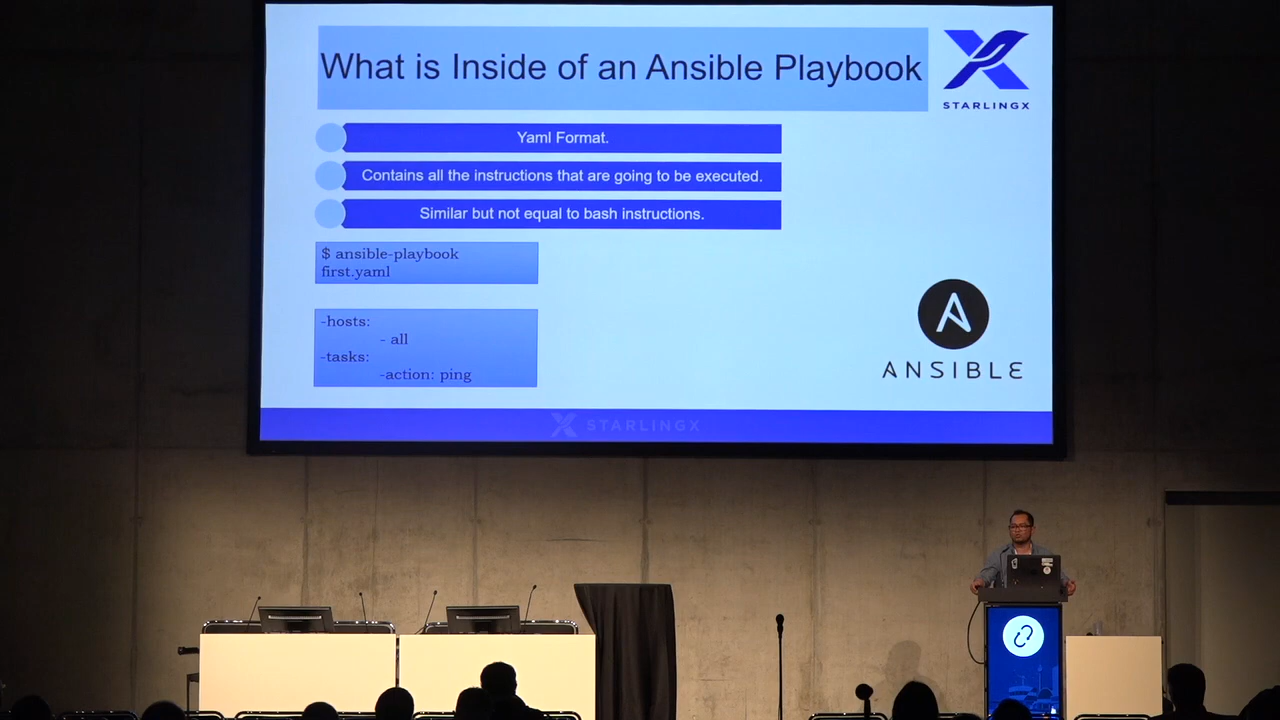 What is Inside of an Ansible Playbook
STARLINGX
Yaml Format.
Contains all the instructions that are going to be executed.
Similar but not equal to bash instructions.
$ ansible-playbook
first.yaml
-hosts:
- all
-tasks:
-action: ping
ANSIBLE
STARLINGX